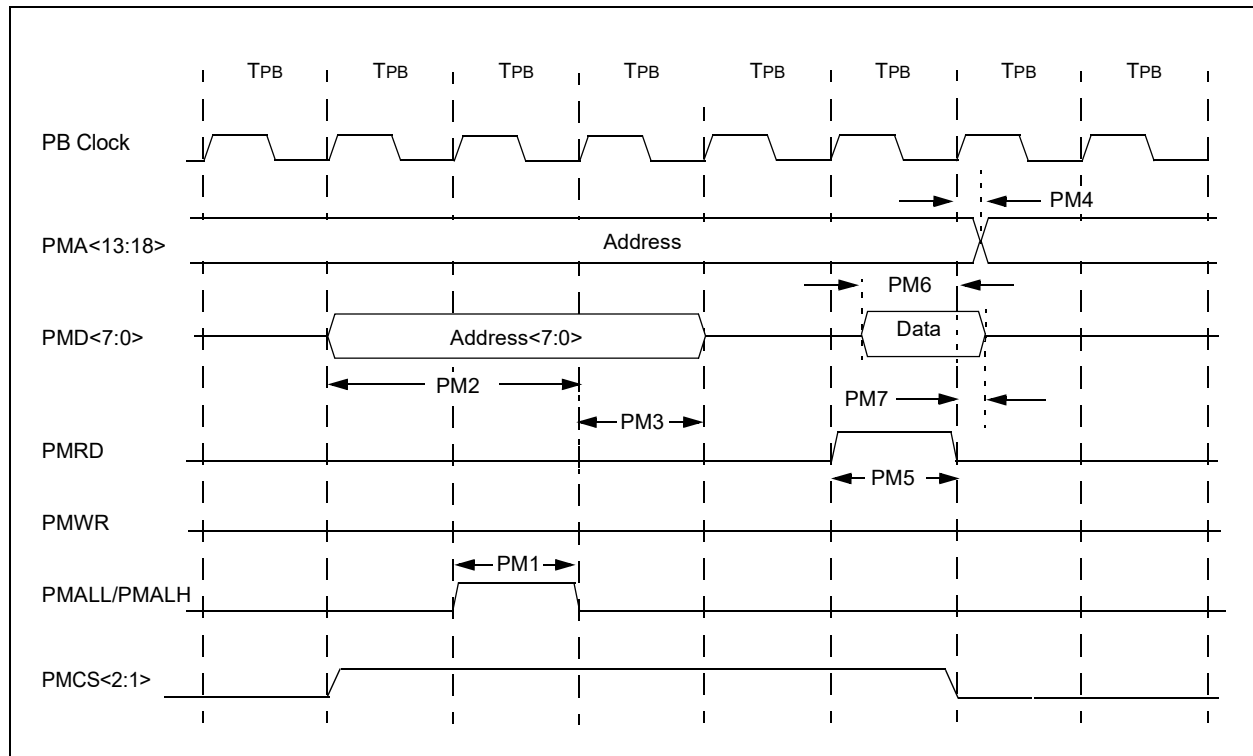 TPB TPB TPB TPB TPB TPB TPB TPB
PB Clock
PM4
PMA<13:18>
Address
PM6
PMD<7:0>
Address<7:0>
Data
PM2
PM7
PM3
PMRD
PM5
PMWR
PM1
PMALL/PMALH
PMCS<2:1>